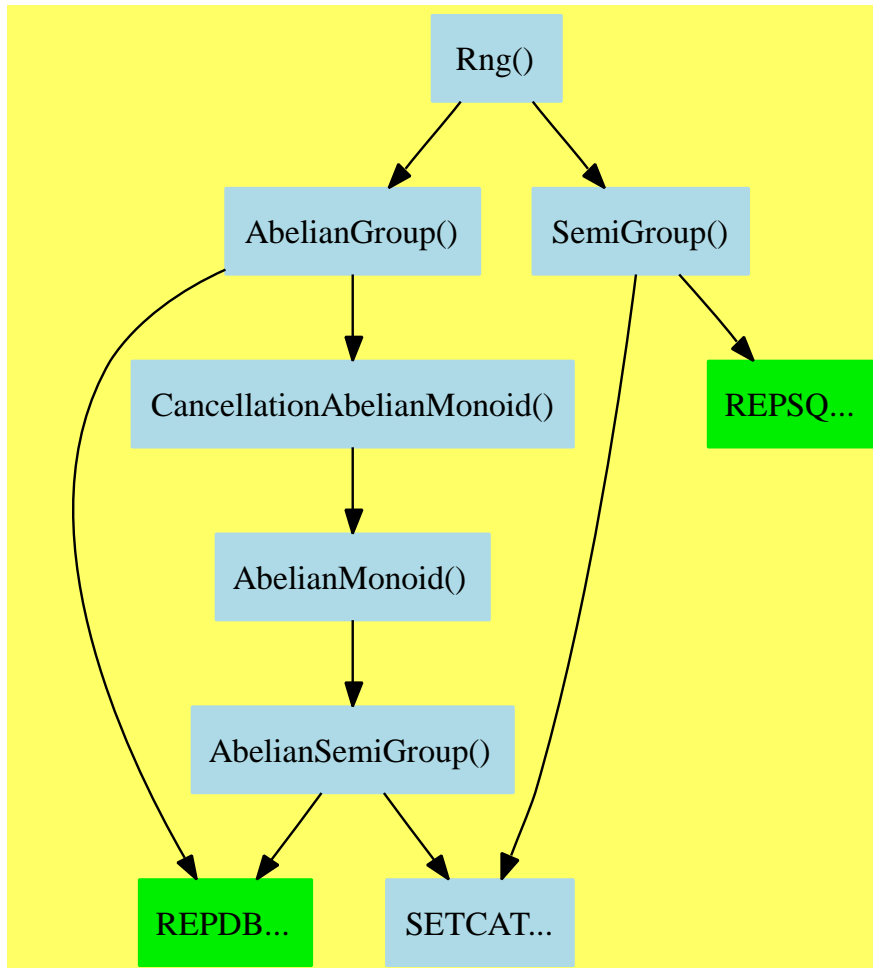 Rng()
AbelianGroup()
SemiGroup()
CancellationAbelianMonoid()
REPSQ...
AbelianMonoid()
AbelianSemiGroup()
REPDB...
SETCAT...